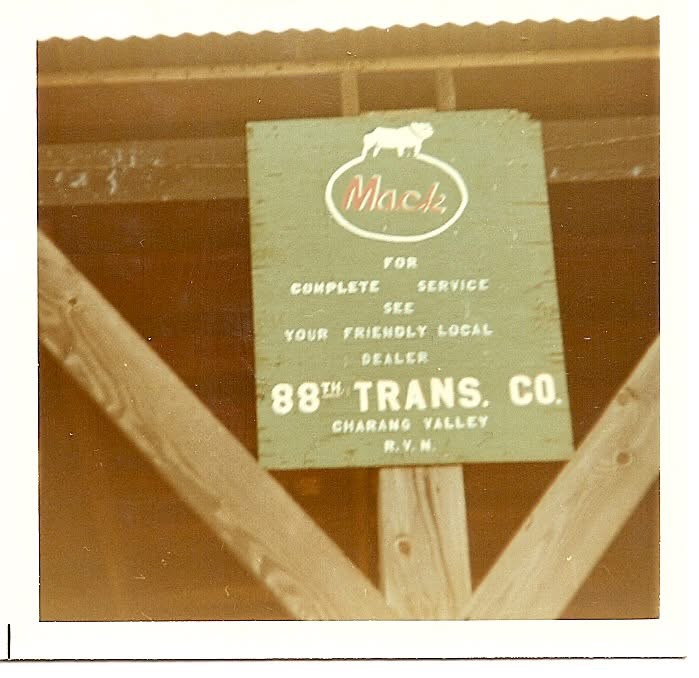 Mack
FOR
COMPLETE SERVICE
SEE
YOUR FRIENDLY LOCAL
DEALER
88TH TRANS. CO.
CHARANG VALLEY
R.V.N.